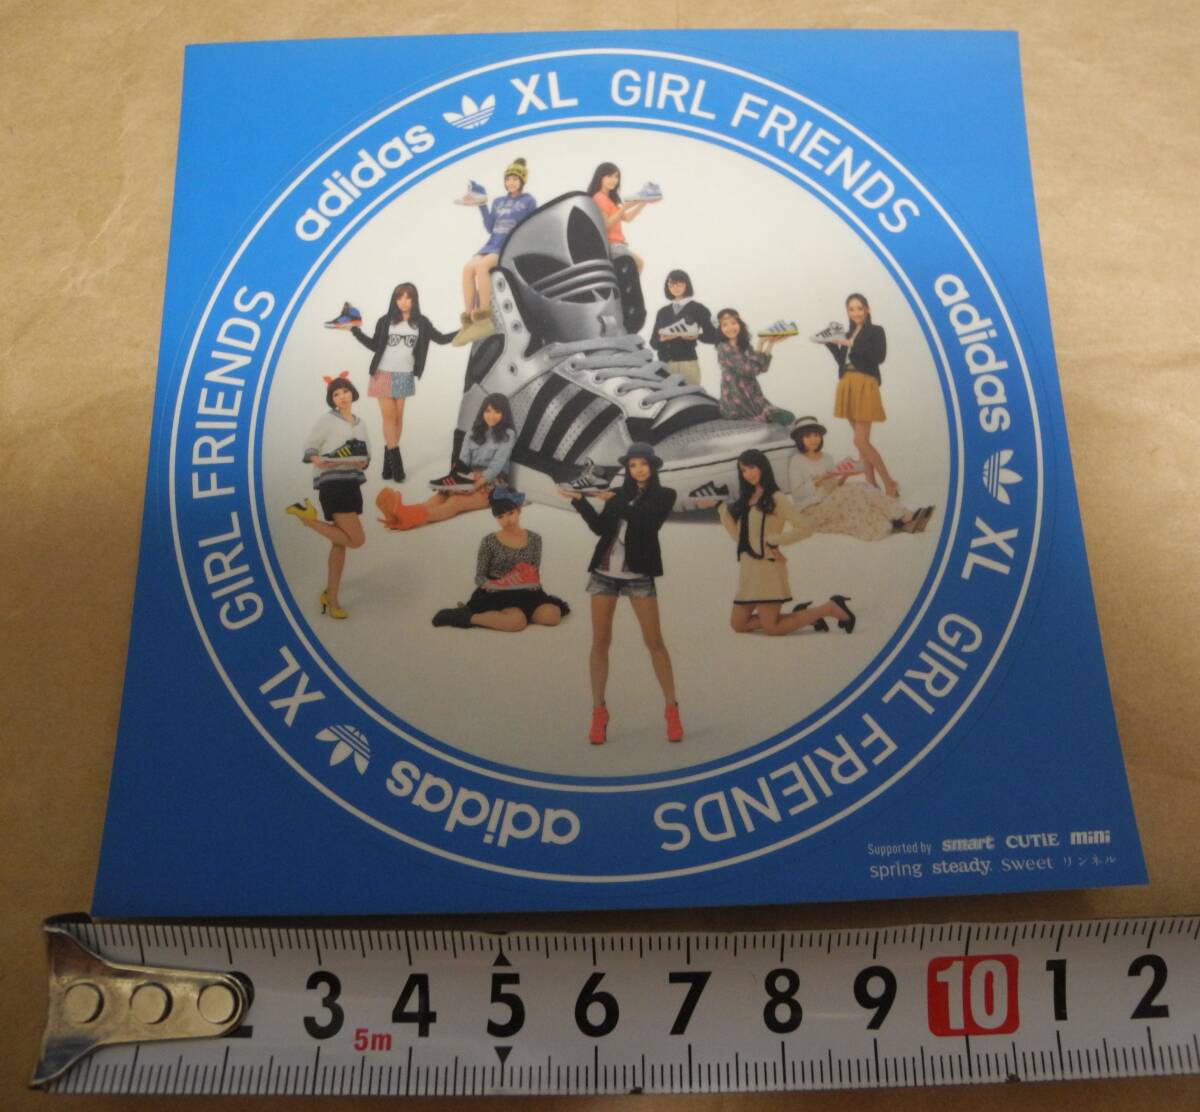 adidas XL GIRL FRIENDS
adidas XL GIRL FRIENDS
adidas XL GIRL FRIENDS
Supported by smart CUTiE mini
spring steady. sweet リンネル
2 3 4 5 6 7 8 9 10 1 2
5m